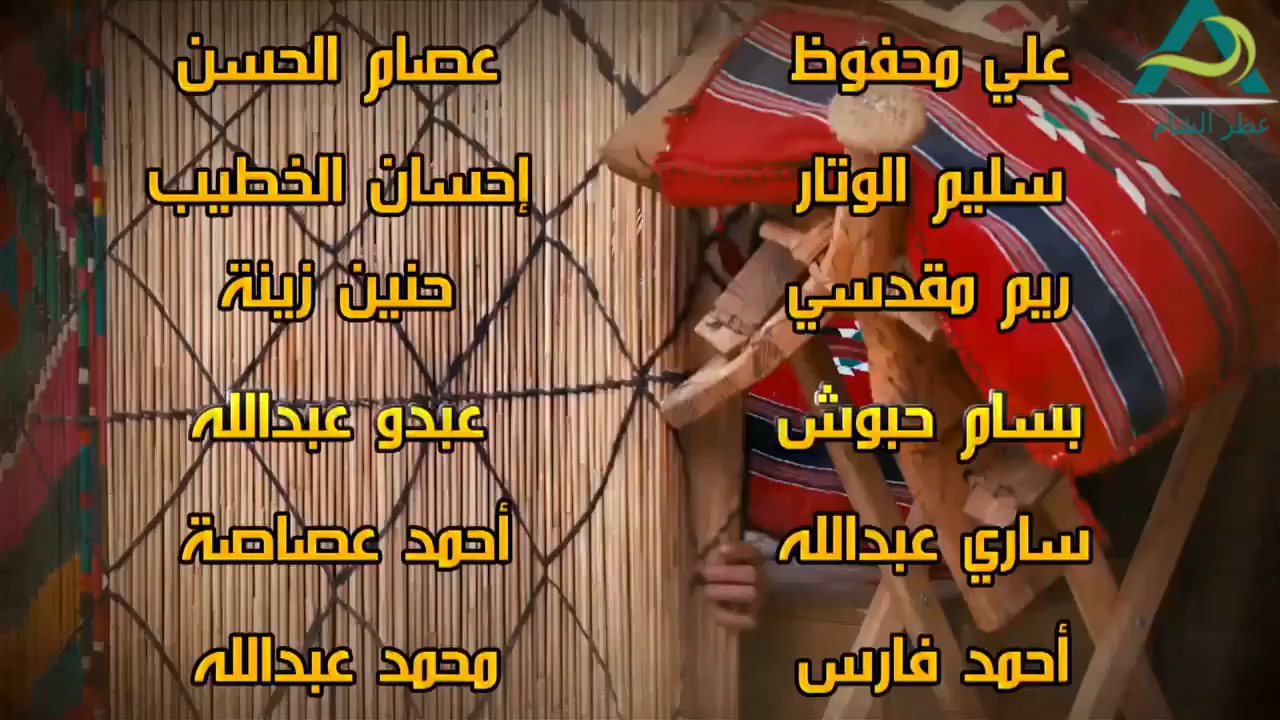 علي محفوظ
عصام الحسن
سليم الوتار
إحسان الخطيب
ريم مقدسي
حنين زينة
بسام حبوش
عبدو عبدالله
ساري عبدالله
أحمد عصاصة
أحمد فارس
محمد عبدالله
عطر الشام